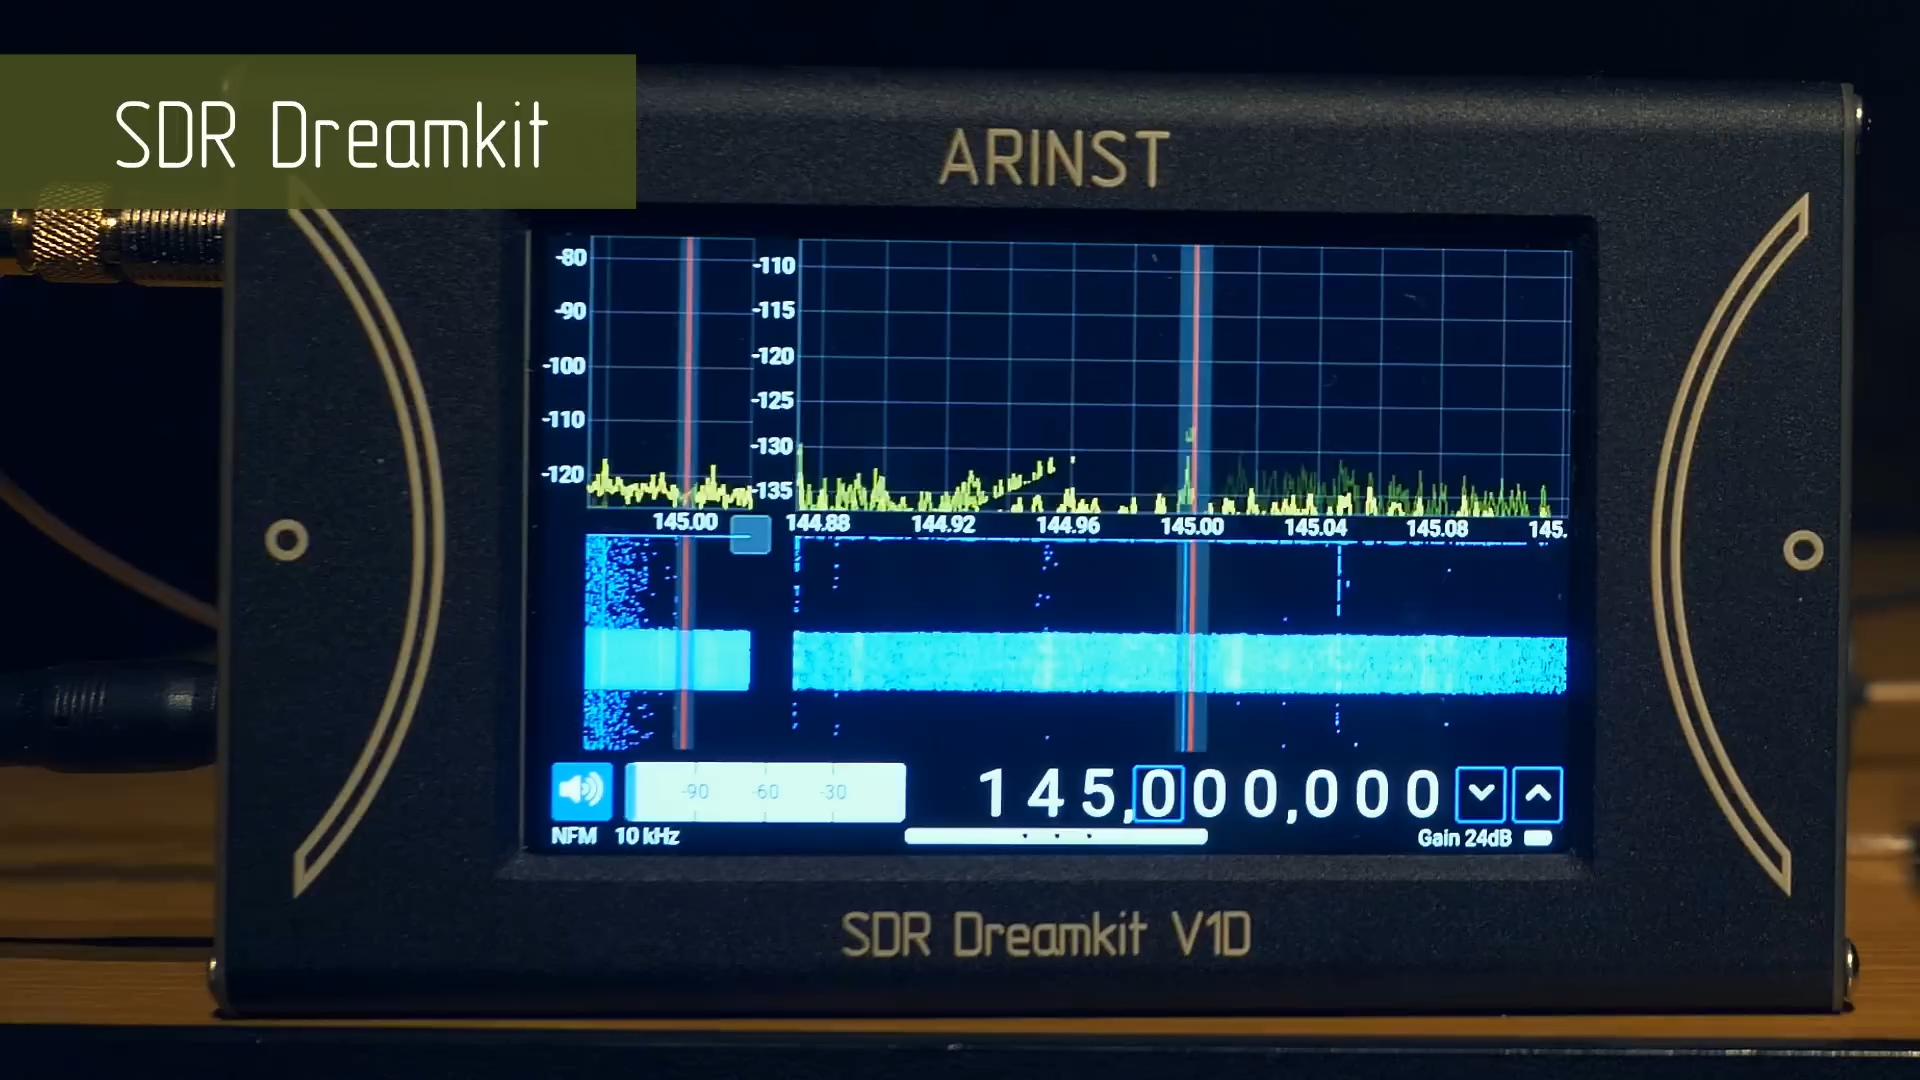 SDR Dreamkit
ARINST
-80
-90
-100
-110
-120
-110
-115
-120
-125
-130
-135
145.00
144.88 144.92 144.96 145.00 145.04 145.08 145.
-90 -60 -30
145,000,000
NFM 10 kHz
Gain 24dB
SDR Dreamkit V1D